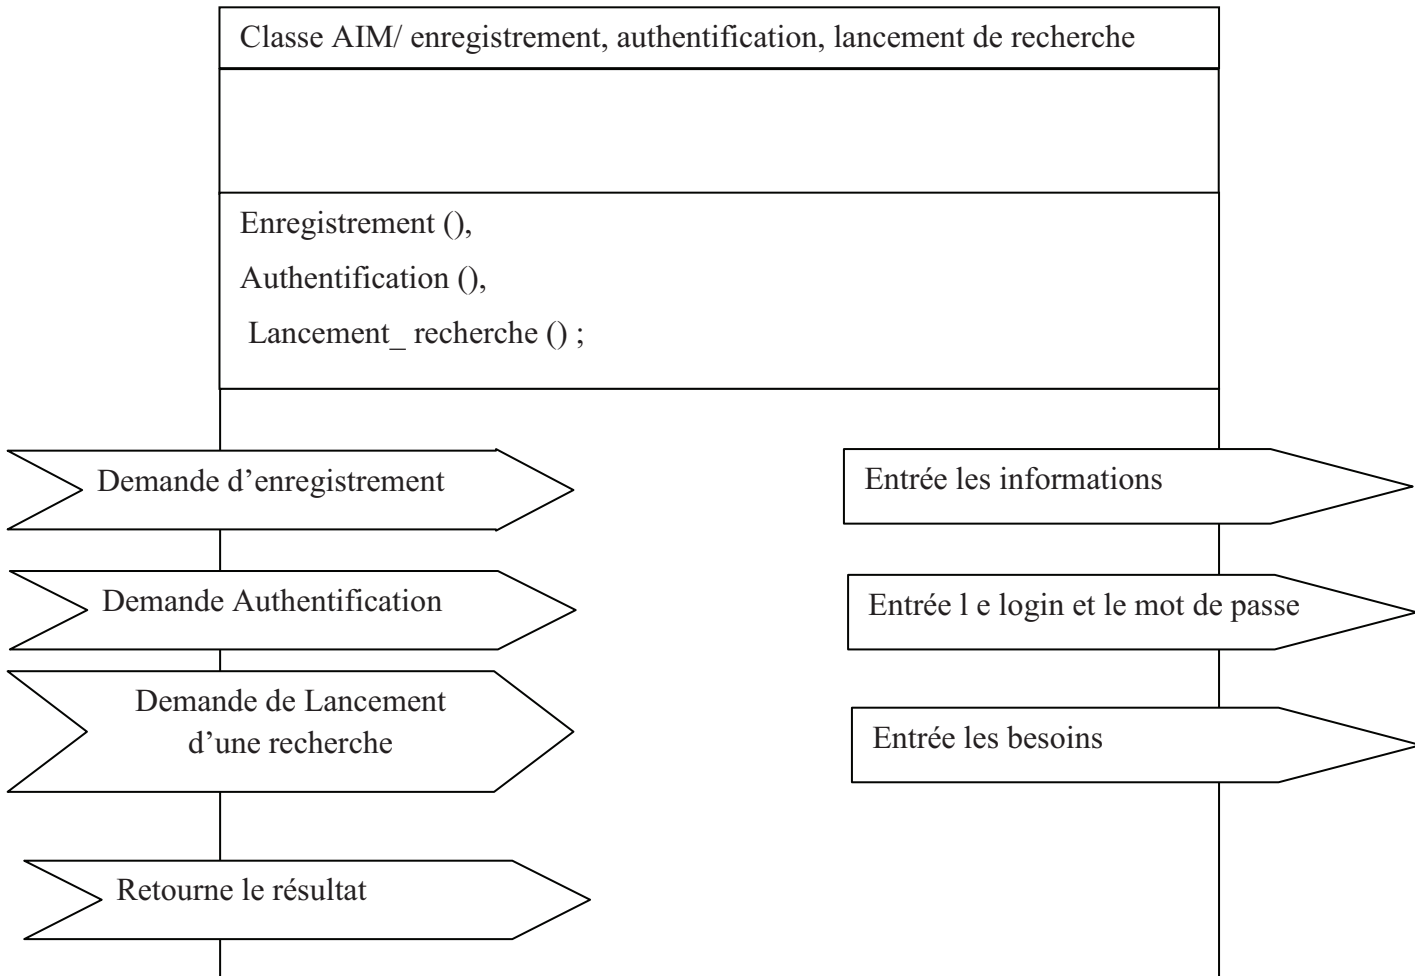 Classe AIM/ enregistrement, authentification, lancement de recherche
Enregistrement (),
Authentification (),
Lancement_ recherche () ;
Demande d’enregistrement
Entrée les informations
Demande Authentification
Entrée l e login et le mot de passe
Demande de Lancement
d’une recherche
Entrée les besoins
Retourne le résultat